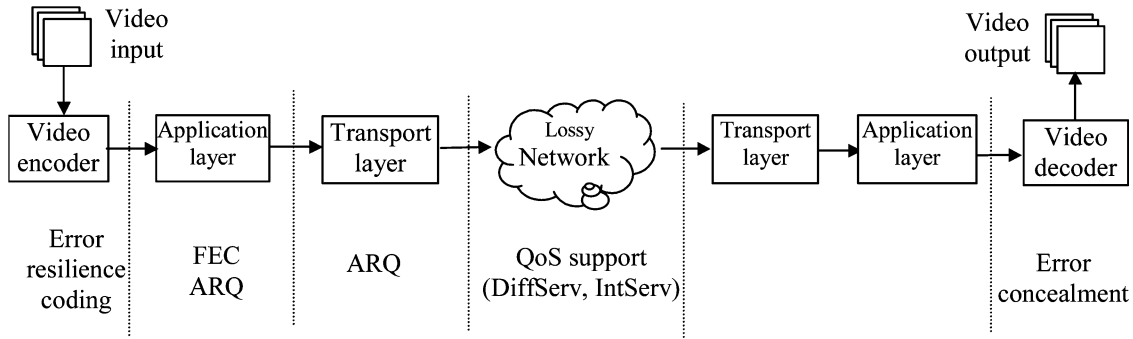 Video
input
Video
output
Video
encoder
Application
layer
Transport
layer
Lossy
Network
Transport
layer
Application
layer
Video
decoder
Error
resilience
coding
FEC
ARQ
ARQ
QoS support
(DiffServ, IntServ)
Error
concealment